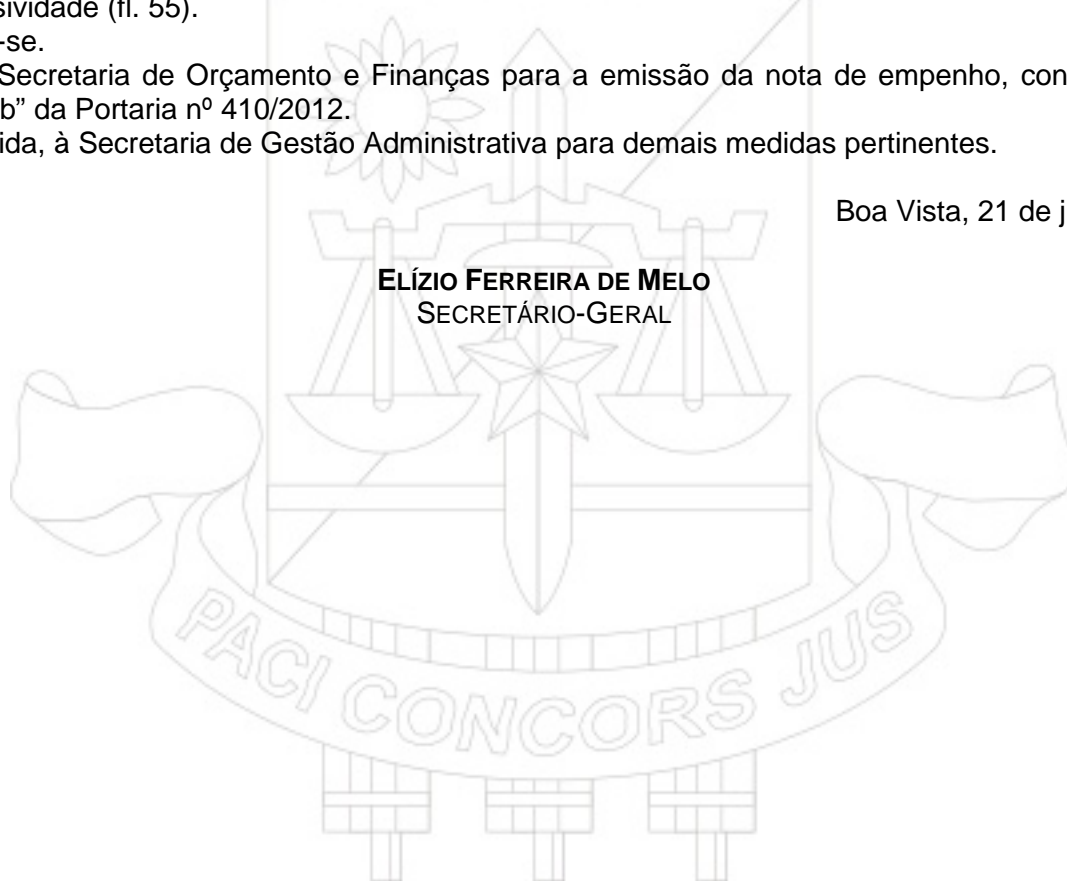 sividade (fl. 55).
-se.
Secretaria de Orçamento e Finanças para a emissão da nota de empenho, con
b” da Portaria nº 410/2012.
ida, à Secretaria de Gestão Administrativa para demais medidas pertinentes.
Boa Vista, 21 de j
ELÍZIO FERREIRA DE MELO
SECRETÁRIO-GERAL
PACI CONCORS JUS